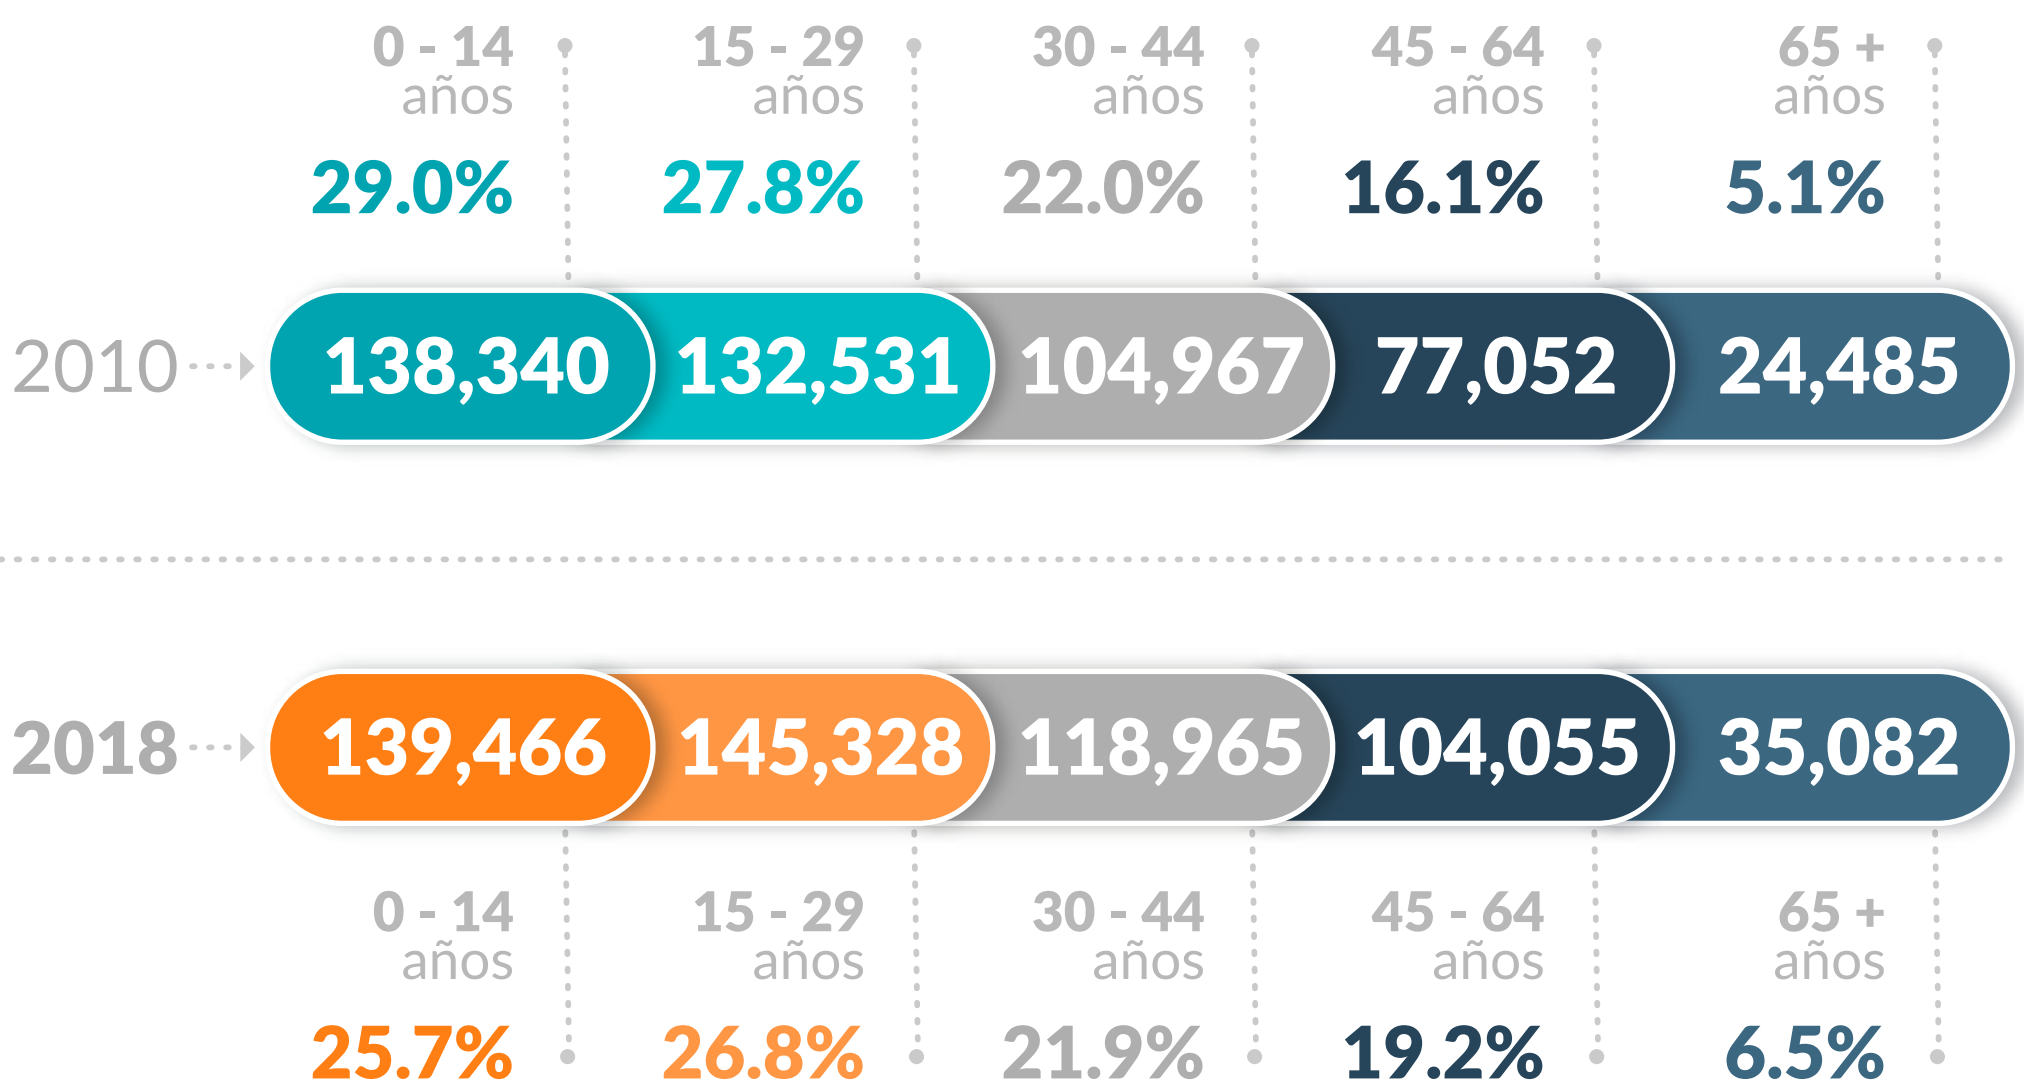 0 - 14 15 - 29 30 - 44 45 - 64 65 +
años años años años años
29.0% 27.8% 22.0% 16.1% 5.1%
2010 138,340 132,531 104,967 77,052 24,485
2018 139,466 145,328 118,965 104,055 35,082
0 - 14 15 - 29 30 - 44 45 - 64 65 +
años años años años años
25.7% 26.8% 21.9% 19.2% 6.5%